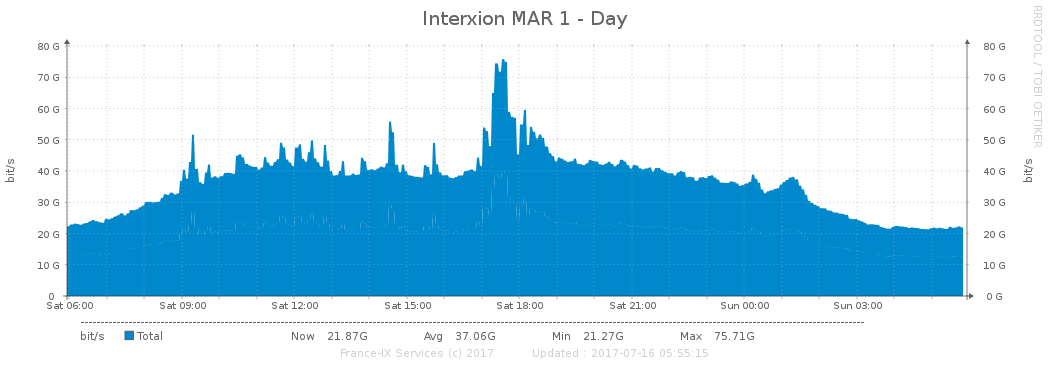 Interxion MAR 1 - Day
RRDTOOL / TOBI OETIKER
80 G 80 G
70 G 70 G
60 G 60 G
50 G 50 G
40 G 40 G
30 G 30 G
20 G 20 G
10 G 10 G
0 0 G
bit/s bit/s
Sat 06:00 Sat 09:00 Sat 12:00 Sat 15:00 Sat 18:00 Sat 21:00 Sun 00:00 Sun 03:00
bit/s Total Now 21.87G Avg 37.06G Min 21.27G Max 75.71G
France-IX Services (c) 2017 Updated : 2017-07-16 05:55:15